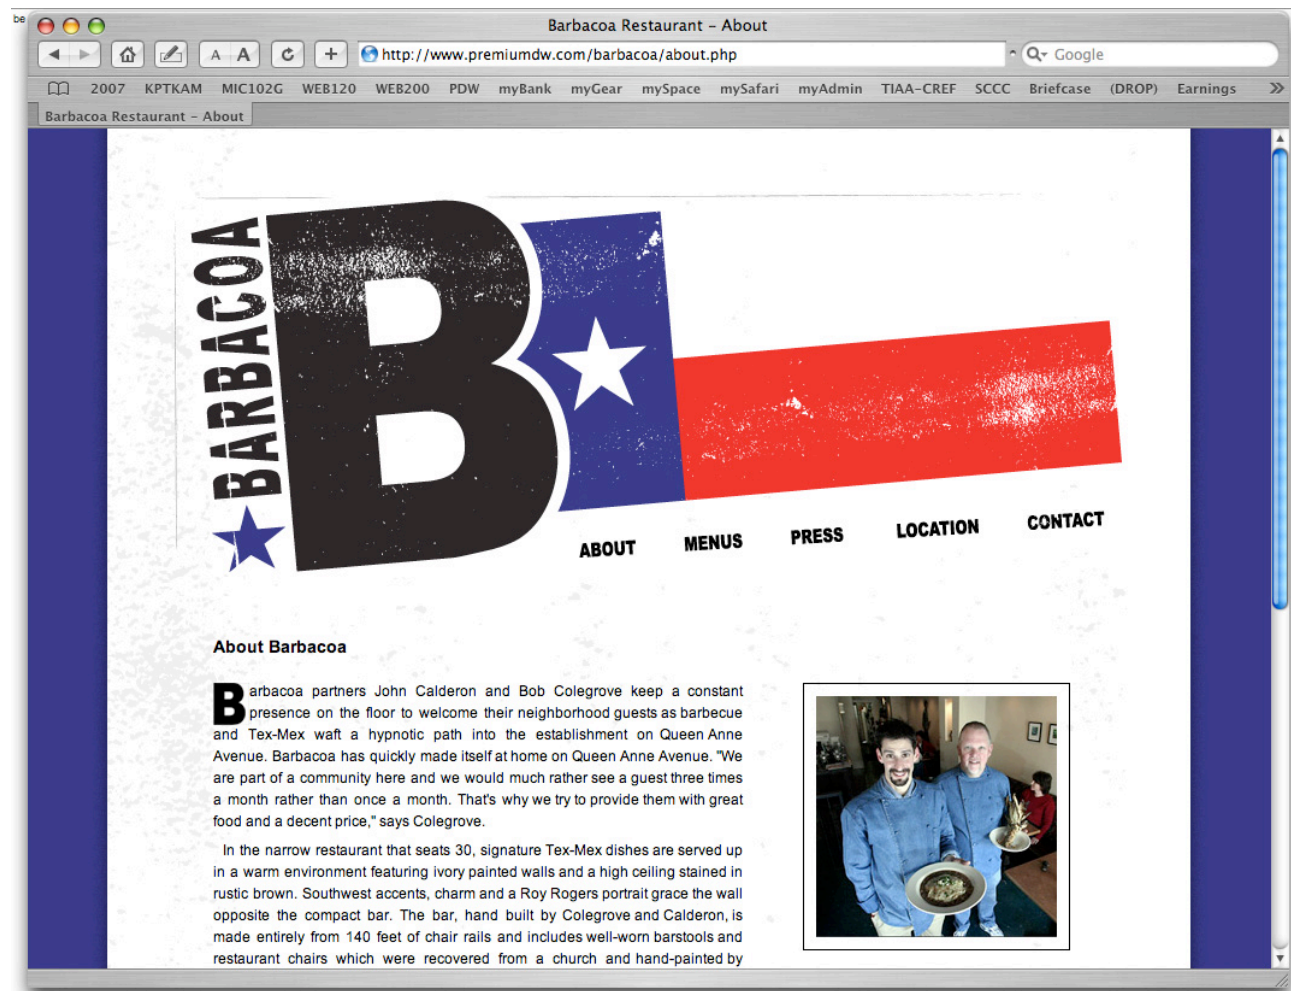 be
Barbacoa Restaurant – About
A A
http://www.premiumdw.com/barbacoa/about.php
Google
2007 KPTKAM MIC102G WEB120 WEB200 PDW myBank myGear mySpace mySafari myAdmin TIAA-CREF SCCC Briefcase (DROP) Earnings
Barbacoa Restaurant – About
BARBACOA
B
ABOUT MENUS PRESS LOCATION CONTACT
About Barbacoa
Barbacoa partners John Calderon and Bob Colegrove keep a constant
presence on the floor to welcome their neighborhood guests as barbecue
and Tex-Mex waft a hypnotic path into the establishment on Queen Anne
Avenue. Barbacoa has quickly made itself at home on Queen Anne Avenue. "We
are part of a community here and we would much rather see a guest three times
a month rather than once a month. That's why we try to provide them with great
food and a decent price," says Colegrove.
In the narrow restaurant that seats 30, signature Tex-Mex dishes are served up
in a warm environment featuring ivory painted walls and a high ceiling stained in
rustic brown. Southwest accents, charm and a Roy Rogers portrait grace the wall
opposite the compact bar. The bar, hand built by Colegrove and Calderon, is
made entirely from 140 feet of chair rails and includes well-worn barstools and
restaurant chairs which were recovered from a church and hand-painted by